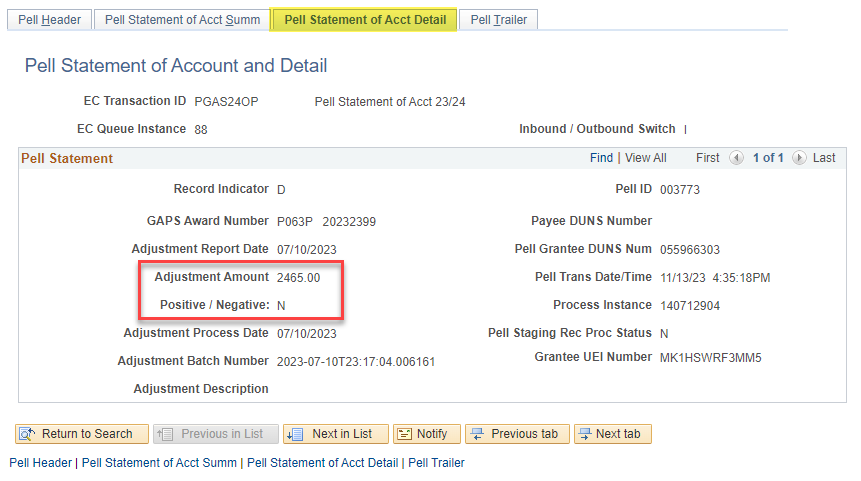 Pell Header Pell Statement of Acct Summ Pell Statement of Acct Detail Pell Trailer
Pell Statement of Account and Detail
EC Transaction ID PGAS24OP Pell Statement of Acct 23/24
EC Queue Instance 88 Inbound / Outbound Switch I
Pell Statement Find | View All First 1 of 1 Last
Record Indicator D Pell ID 003773
GAPS Award Number P063P 20232399 Payee DUNS Number
Adjustment Report Date 07/10/2023 Pell Grantee DUNS Num 055966303
Adjustment Amount 2465.00 Pell Trans Date/Time 11/13/23 4:35:18PM
Positive / Negative: N Process Instance 140712904
Adjustment Process Date 07/10/2023 Pell Staging Rec Proc Status N
Adjustment Batch Number 2023-07-10T23:17:04.006161 Grantee UEI Number MK1HSWRF3MM5
Adjustment Description
Return to Search Previous in List Next in List Notify Previous tab Next tab
Pell Header | Pell Statement of Acct Summ | Pell Statement of Acct Detail | Pell Trailer